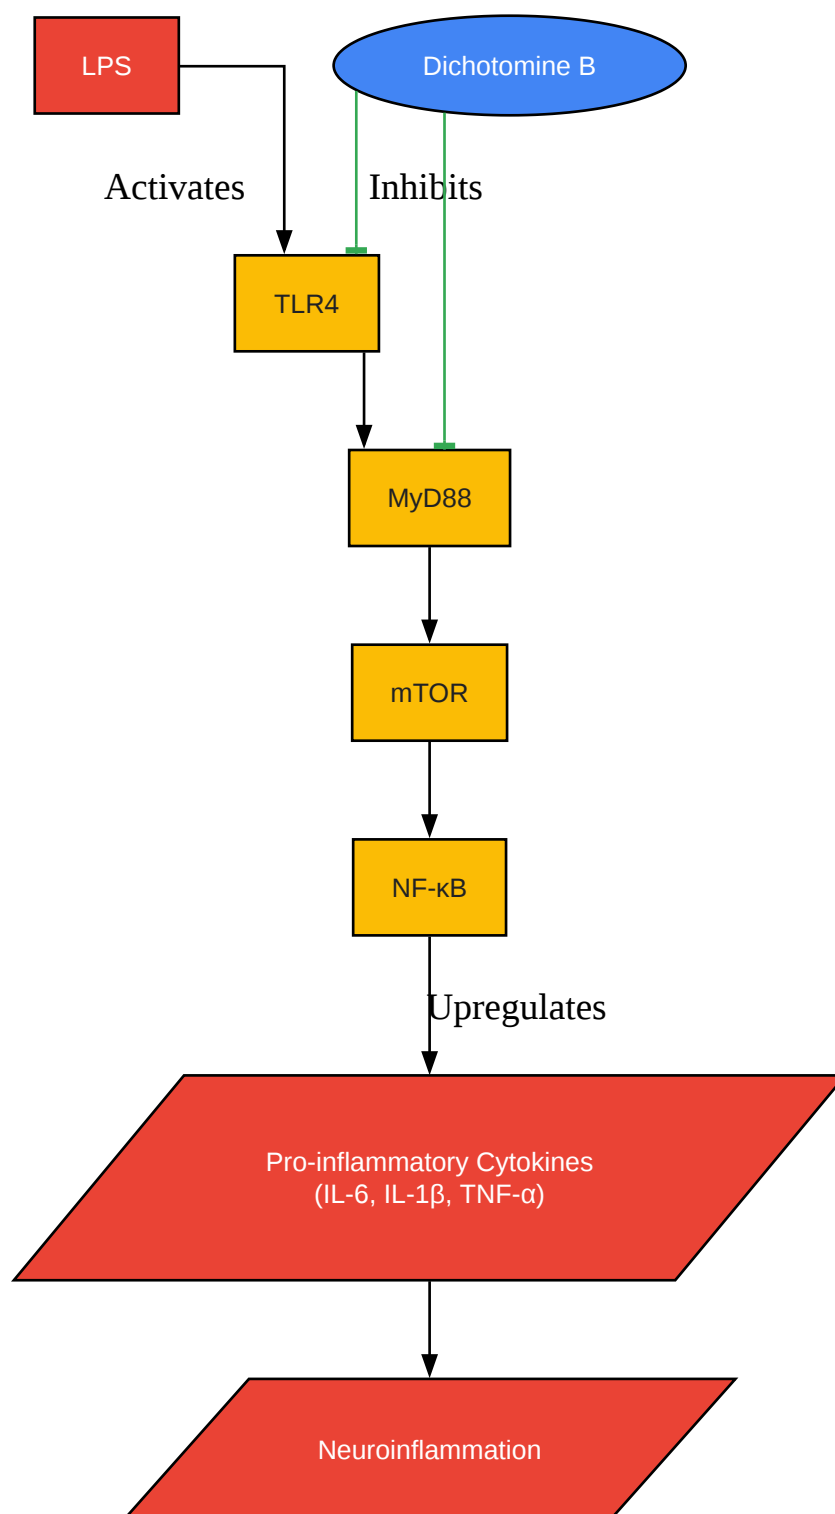 LPS
Dichotomine B
Activates
Inhibits
TLR4
MyD88
mTOR
NF-κB
Upregulates
Pro-inflammatory Cytokines
(IL-6, IL-1β, TNF-α)
Neuroinflammation